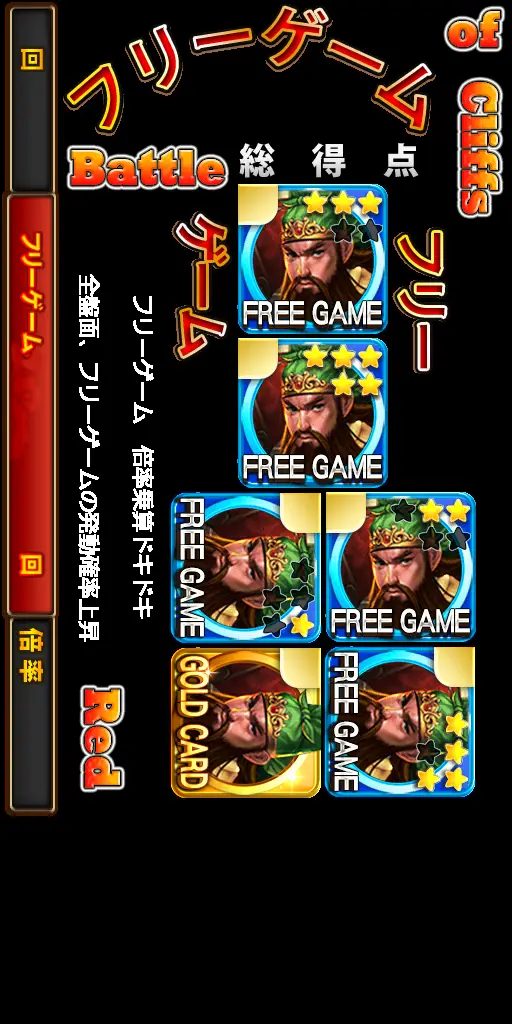 of
Cliffs
フリーゲーム
Battle
総得点
フリー
ゲーム
FREE GAME
FREE GAME
FREE GAME
FREE GAME
GOLD CARD
FREE GAME
フリーゲーム 倍率乗算ドキドキ
全盤面、フリーゲームの発動確率上昇
回
フリーゲーム
回
倍率
Red